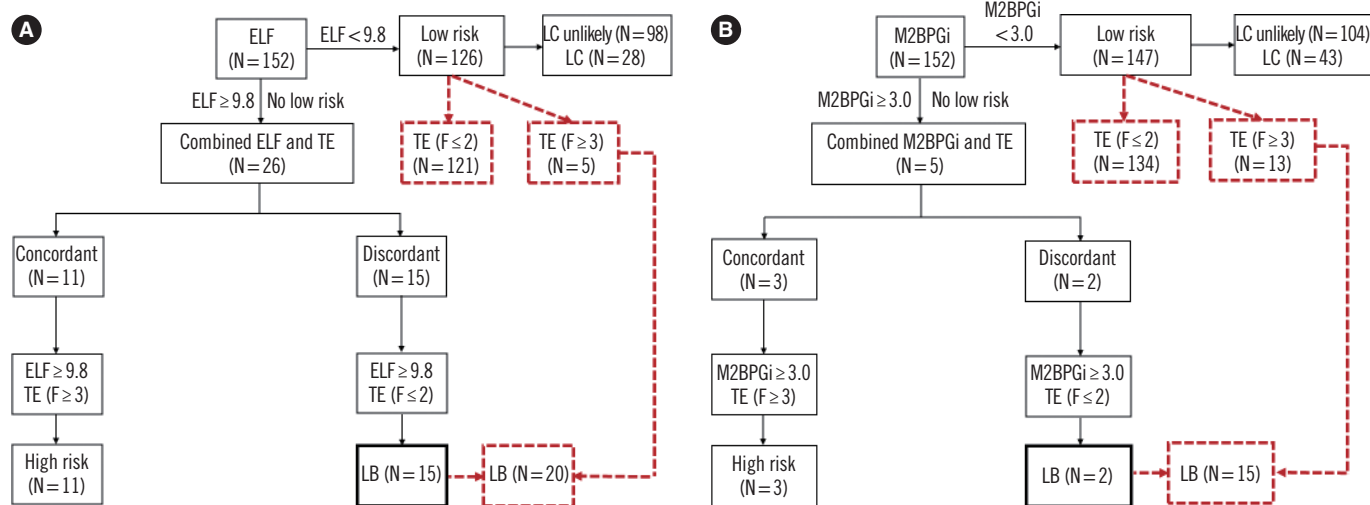 A
ELF
(N=152)
ELF<9.8
Low risk
(N=126)
LC unlikely (N=98)
LC (N=28)
ELF≥9.8
No low risk
Combined ELF and TE
(N=26)
TE (F≤2)
(N=121)
TE (F≥3)
(N=5)
Concordant
(N=11)
Discordant
(N=15)
ELF≥9.8
TE (F≥3)
ELF≥9.8
TE (F≤2)
High risk
(N=11)
LB (N=15)
LB (N=20)
B
M2BPGi
(N=152)
M2BPGi
<3.0
Low risk
(N=147)
LC unlikely (N=104)
LC (N=43)
M2BPGi≥3.0
No low risk
Combined M2BPGi and TE
(N=5)
TE (F≤2)
(N=134)
TE (F≥3)
(N=13)
Concordant
(N=3)
Discordant
(N=2)
M2BPGi≥3.0
TE (F≥3)
M2BPGi≥3.0
TE (F≤2)
High risk
(N=3)
LB (N=2)
LB (N=15)